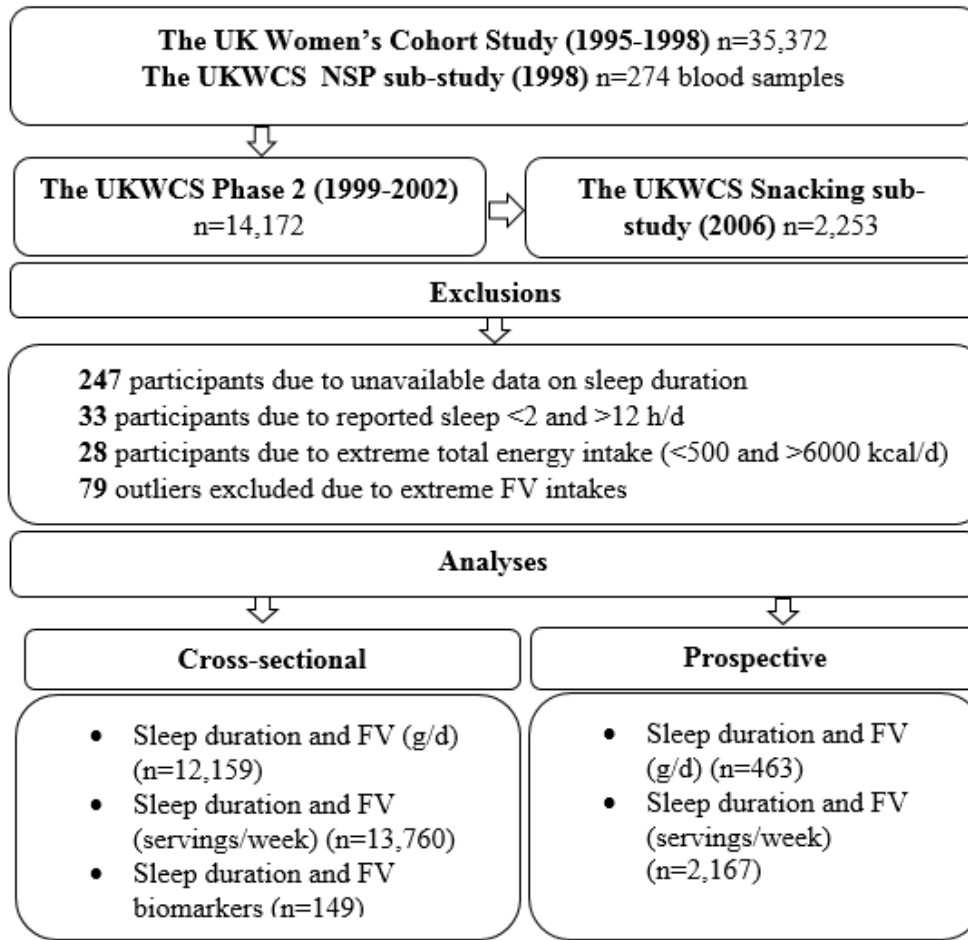 The UK Women's Cohort Study (1995-1998) n=35,372
The UKWCS NSP sub-study (1998) n=274 blood samples
The UKWCS Phase 2 (1999-2002)
n=14,172
The UKWCS Snacking sub-
study (2006) n=2,253
Exclusions
247 participants due to unavailable data on sleep duration
33 participants due to reported sleep <2 and >12 h/d
28 participants due to extreme total energy intake (<500 and >6000 kcal/d)
79 outliers excluded due to extreme FV intakes
Analyses
Cross-sectional
• Sleep duration and FV (g/d)
(n=12,159)
• Sleep duration and FV
(servings/week) (n=13,760)
• Sleep duration and FV
biomarkers (n=149)
Prospective
• Sleep duration and FV
(g/d) (n=463)
• Sleep duration and FV
(servings/week)
(n=2,167)